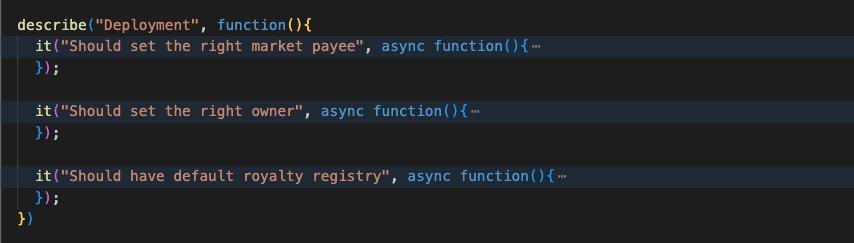 describe("Deployment", function(){
it("Should set the right market payee", async function(){⋯
});
it("Should set the right owner", async function(){⋯
});
it("Should have default royalty registry", async function(){⋯
});
})